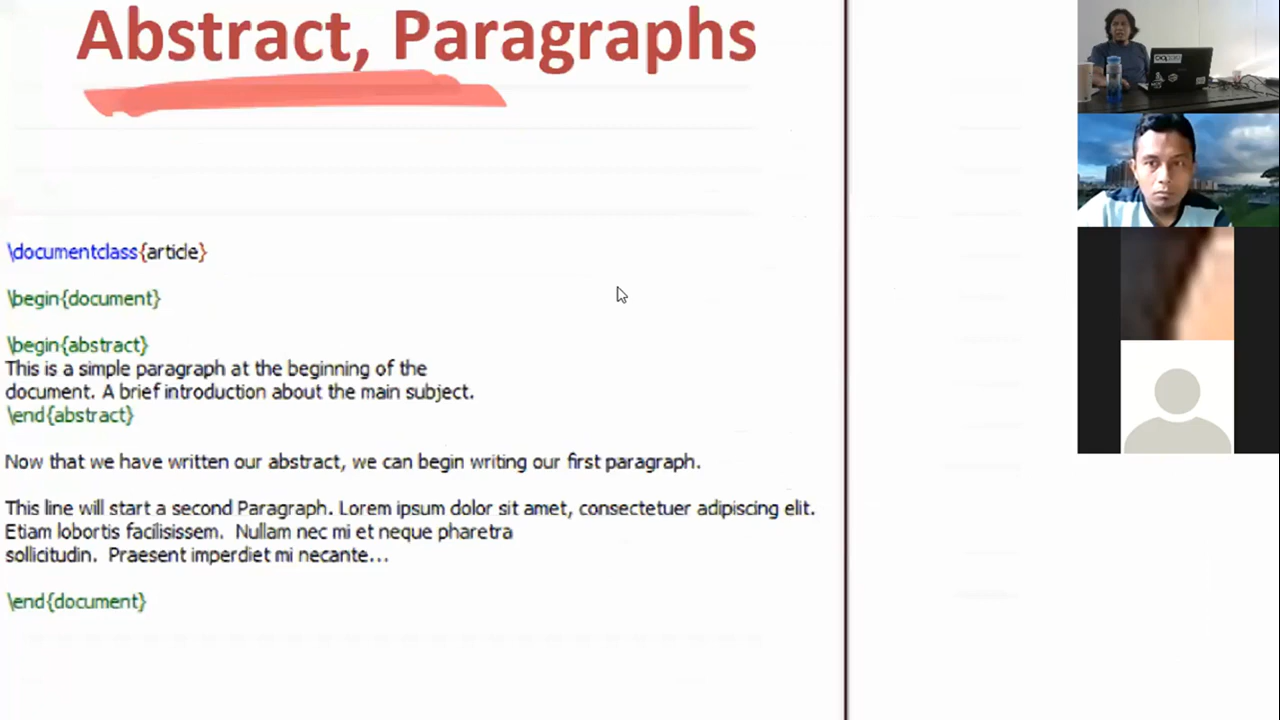 Abstract, Paragraphs
\documentclass{article}
\begin{document}
\begin{abstract}
This is a simple paragraph at the beginning of the
document. A brief introduction about the main subject.
\end{abstract}
Now that we have written our abstract, we can begin writing our first paragraph.
This line will start a second Paragraph. Lorem ipsum dolor sit amet, consectetuer adipiscing elit.
Etiam lobortis facilisissem.  Nullam nec mi et neque pharetra
sollicitudin.  Praesent imperdiet mi necante...
\end{document}